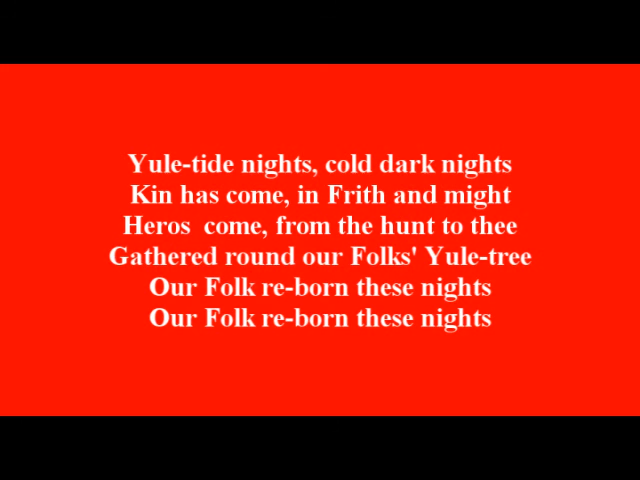 Yule-tide nights, cold dark nights
Kin has come, in Frith and might
Heros  come, from the hunt to thee
Gathered round our Folks' Yule-tree
Our Folk re-born these nights
Our Folk re-born these nights